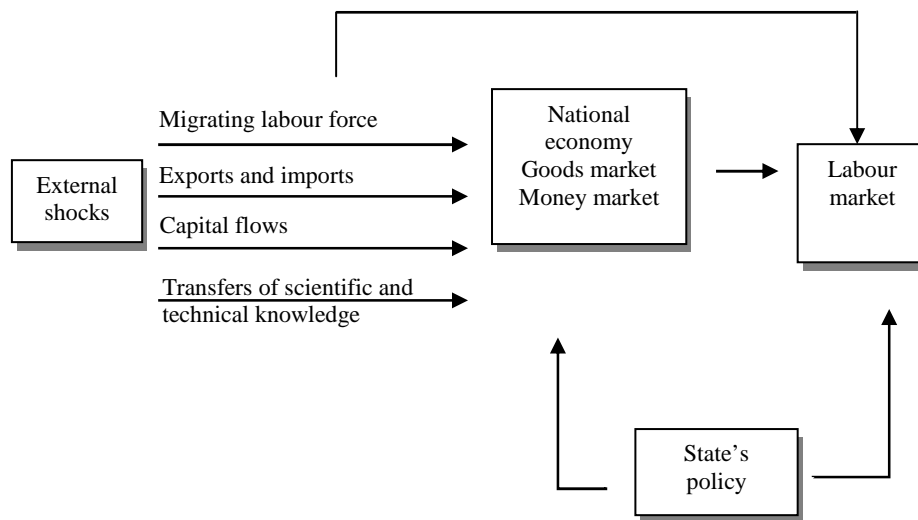 Migrating labour force
Exports and imports
Capital flows
Transfers of scientific and
technical knowledge
External
shocks
National
economy
Goods market
Money market
Labour
market
State’s
policy